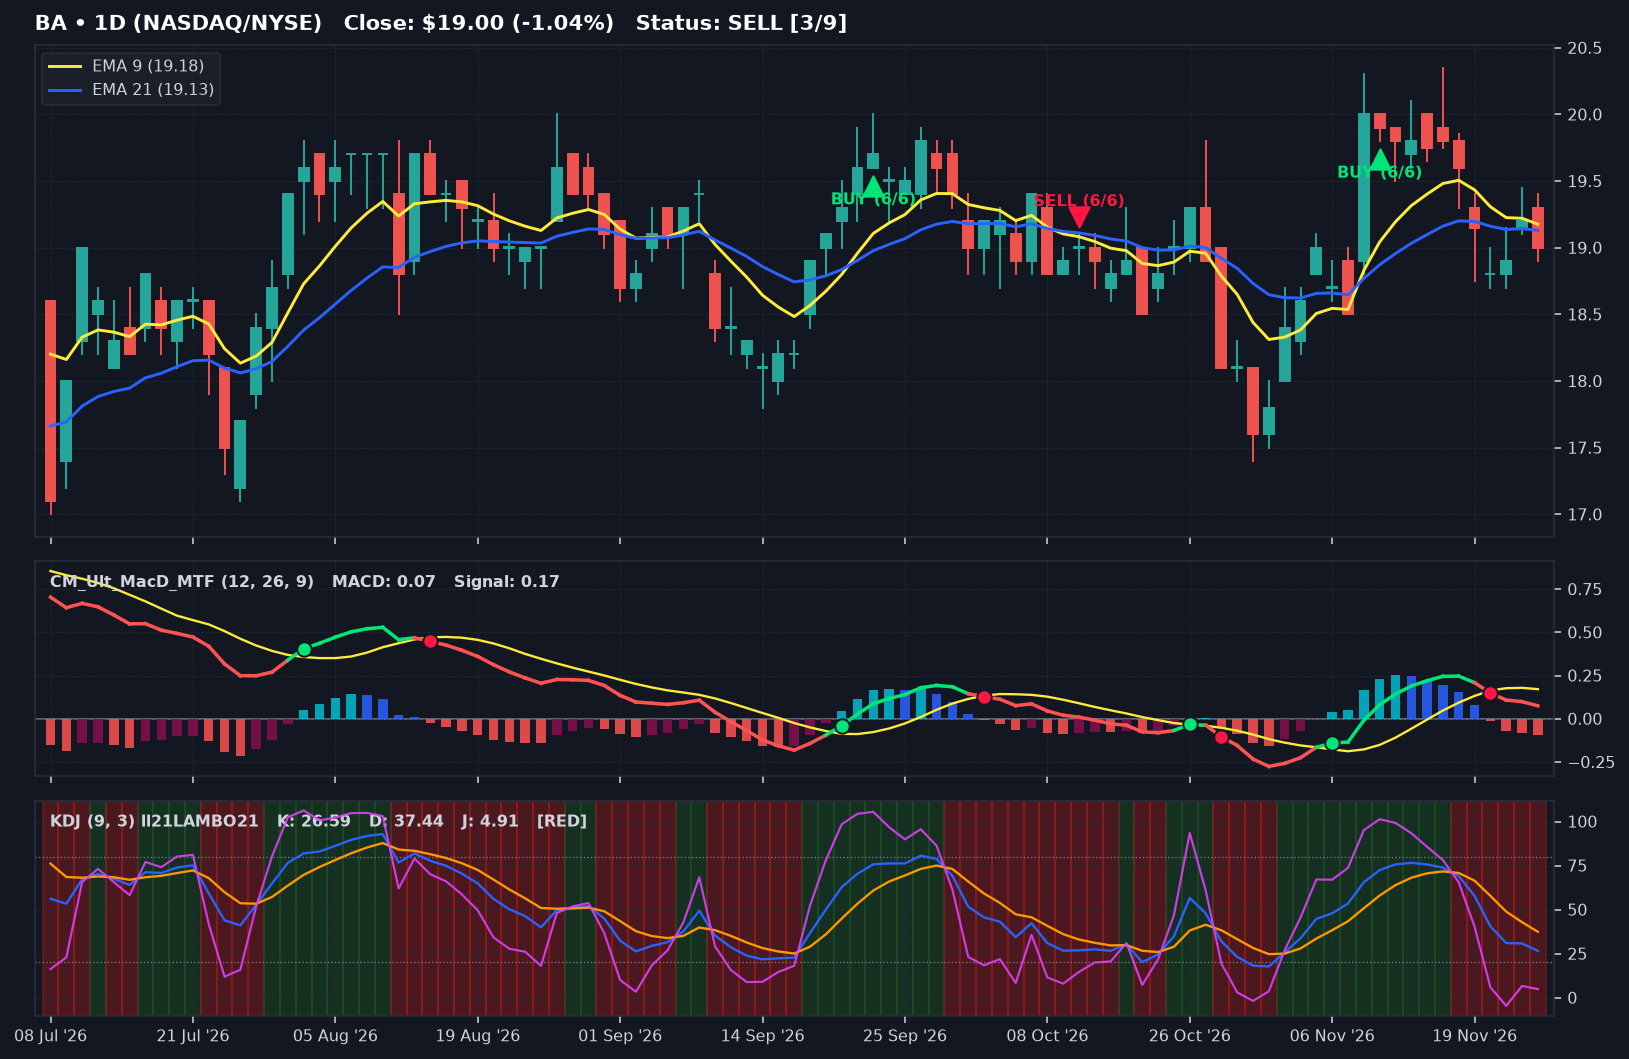 BA • 1D (NASDAQ/NYSE)   Close: $19.00 (-1.04%)   Status: SELL [3/9]
EMA 9 (19.18)
EMA 21 (19.13)
20.5
20.0
19.5
19.0
18.5
18.0
17.5
17.0
BUY (6/6)
SELL (6/6)
BUY (6/6)
CM_Ult_MacD_MTF (12, 26, 9)   MACD: 0.07   Signal: 0.17
0.75
0.50
0.25
0.00
−0.25
KDJ (9, 3) II21LAMBO21   K: 26.59   D: 37.44   J: 4.91   [RED]
100
75
50
25
0
08 Jul '26
21 Jul '26
05 Aug '26
19 Aug '26
01 Sep '26
14 Sep '26
25 Sep '26
08 Oct '26
26 Oct '26
06 Nov '26
19 Nov '26